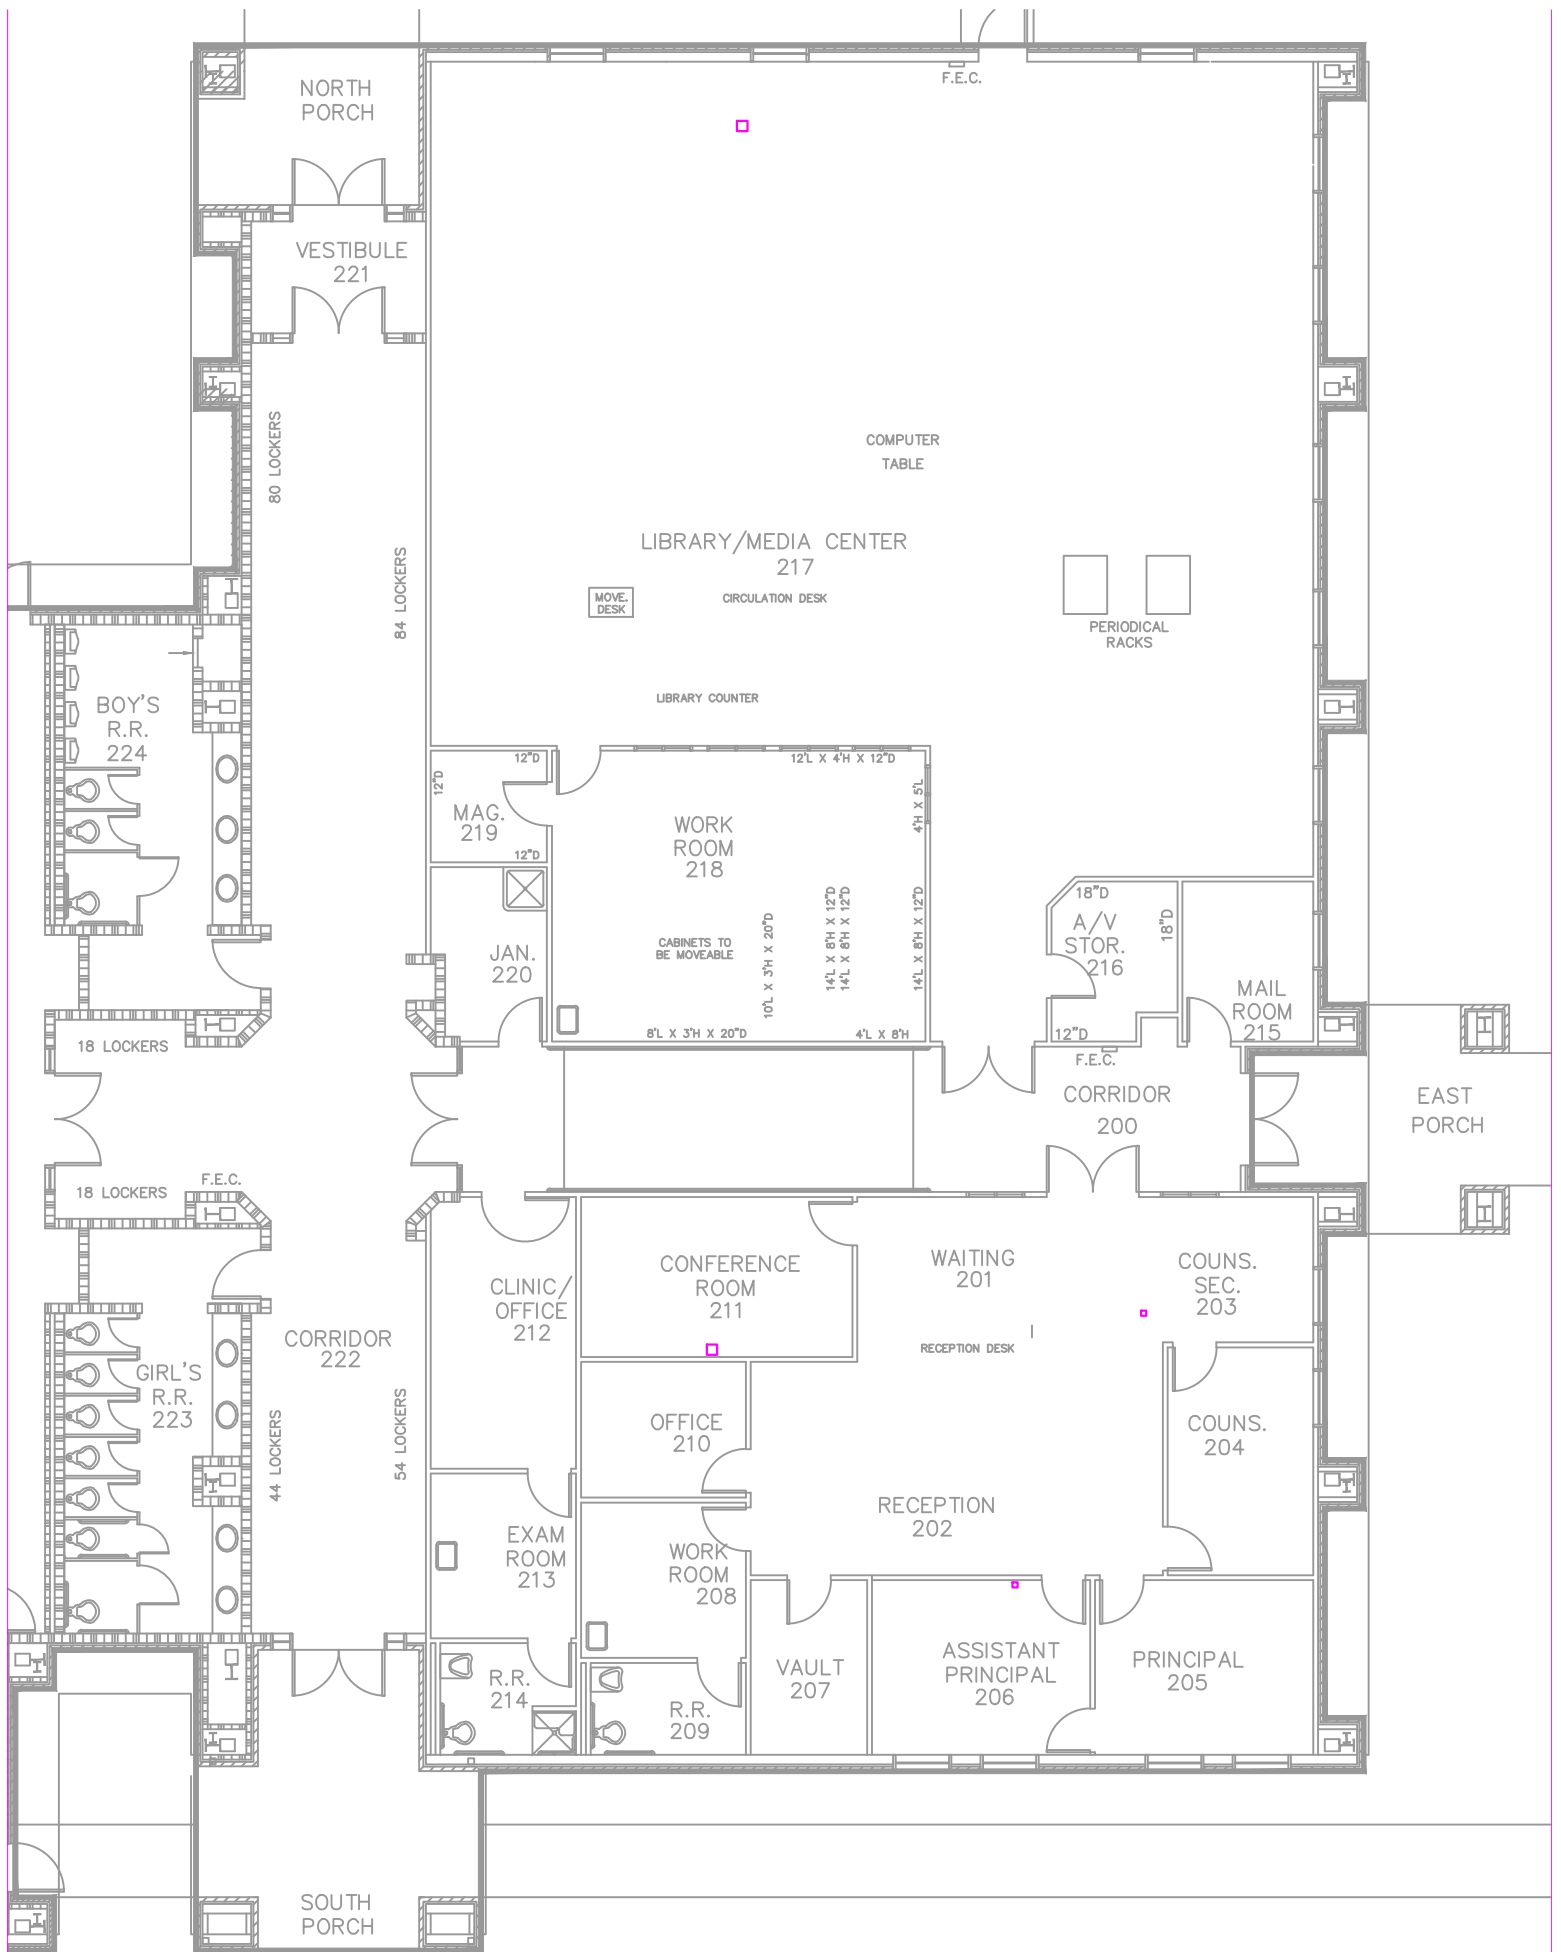 F.E.C.
NORTH
PORCH
VESTIBULE
221
80 LOCKERS
84 LOCKERS
COMPUTER
TABLE
LIBRARY/MEDIA CENTER
217
MOVE.
DESK
CIRCULATION DESK
PERIODICAL
RACKS
LIBRARY COUNTER
BOY'S
R.R.
224
12"D
12"D
MAG.
219
12"D
12'L X 4'H X 12"D
4'H X 5'L
WORK
ROOM
218
CABINETS TO
BE MOVEABLE
10'L X 3'H X 20"D
14'L X 8'H X 12"D
14'L X 8'H X 12"D
14'L X 8'H X 12"D
8'L X 3'H X 20"D
4'L X 8'H
JAN.
220
18"D
18"D
A/V
STOR.
216
12"D
MAIL
ROOM
215
18 LOCKERS
F.E.C.
CORRIDOR
200
EAST
PORCH
F.E.C.
18 LOCKERS
CLINIC/
OFFICE
212
CONFERENCE
ROOM
211
WAITING
201
COUNS.
SEC.
203
RECEPTION DESK
CORRIDOR
222
GIRL'S
R.R.
223
44 LOCKERS
54 LOCKERS
OFFICE
210
COUNS.
204
RECEPTION
202
EXAM
ROOM
213
WORK
ROOM
208
R.R.
214
R.R.
209
VAULT
207
ASSISTANT
PRINCIPAL
206
PRINCIPAL
205
SOUTH
PORCH